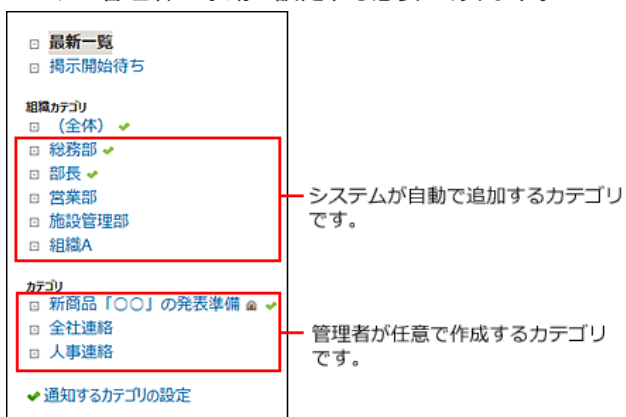 最新一覧
掲示開始待ち
組織カテゴリ
（全体）
総務部
部長
営業部
施設管理部
組織A
システムが自動で追加するカテゴリ
です。
カテゴリ
新商品「〇〇」の発表準備
全社連絡
人事連絡
管理者が任意で作成するカテゴリ
です。
通知するカテゴリの設定